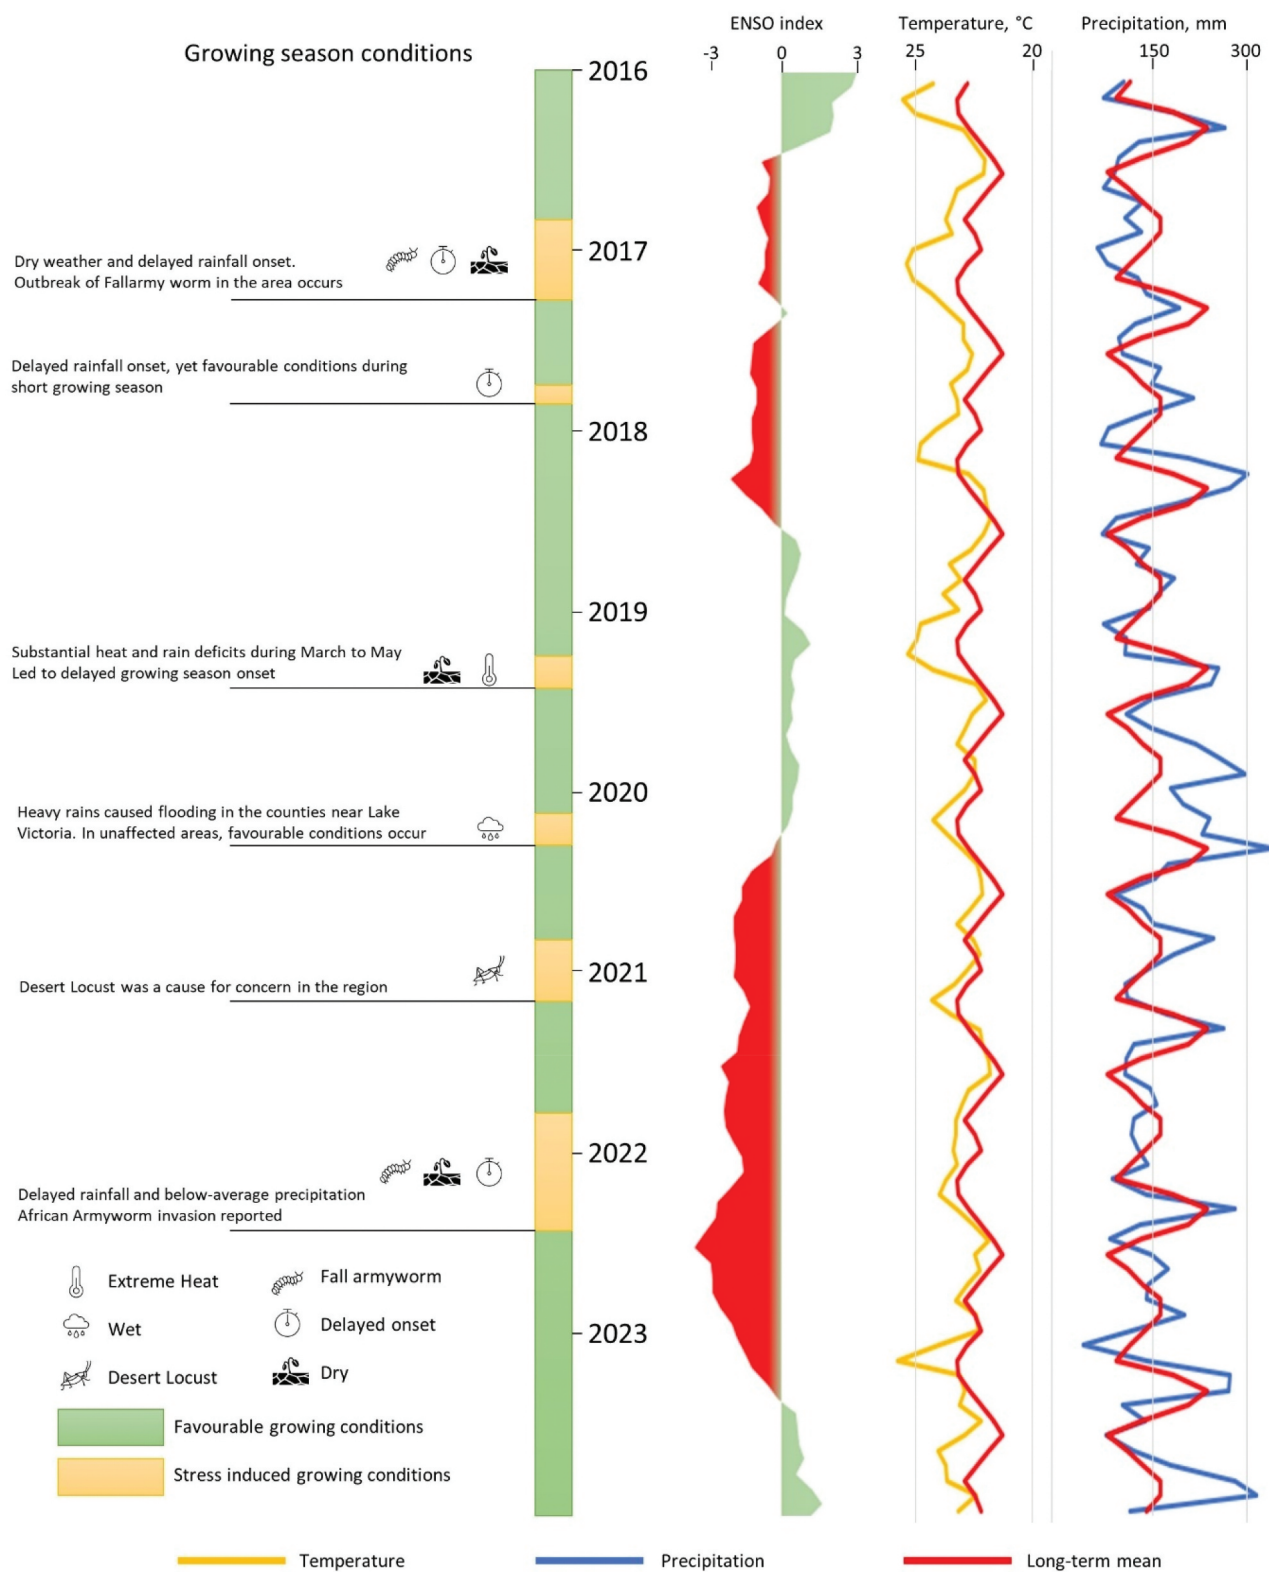 ENSO index
Temperature, °C
Precipitation, mm
Growing season conditions
-3
0
3
25
20
150
300
2016
2017
Dry weather and delayed rainfall onset.
Outbreak of Fallarmy worm in the area occurs
Delayed rainfall onset, yet favourable conditions during
short growing season
2018
2019
Substantial heat and rain deficits during March to May
Led to delayed growing season onset
2020
Heavy rains caused flooding in the counties near Lake
Victoria. In unaffected areas, favourable conditions occur
2021
Desert Locust was a cause for concern in the region
2022
Delayed rainfall and below-average precipitation
African Armyworm invasion reported
Extreme Heat
Fall armyworm
Wet
Delayed onset
2023
Desert Locust
Dry
Favourable growing conditions
Stress induced growing conditions
Temperature
Precipitation
Long-term mean